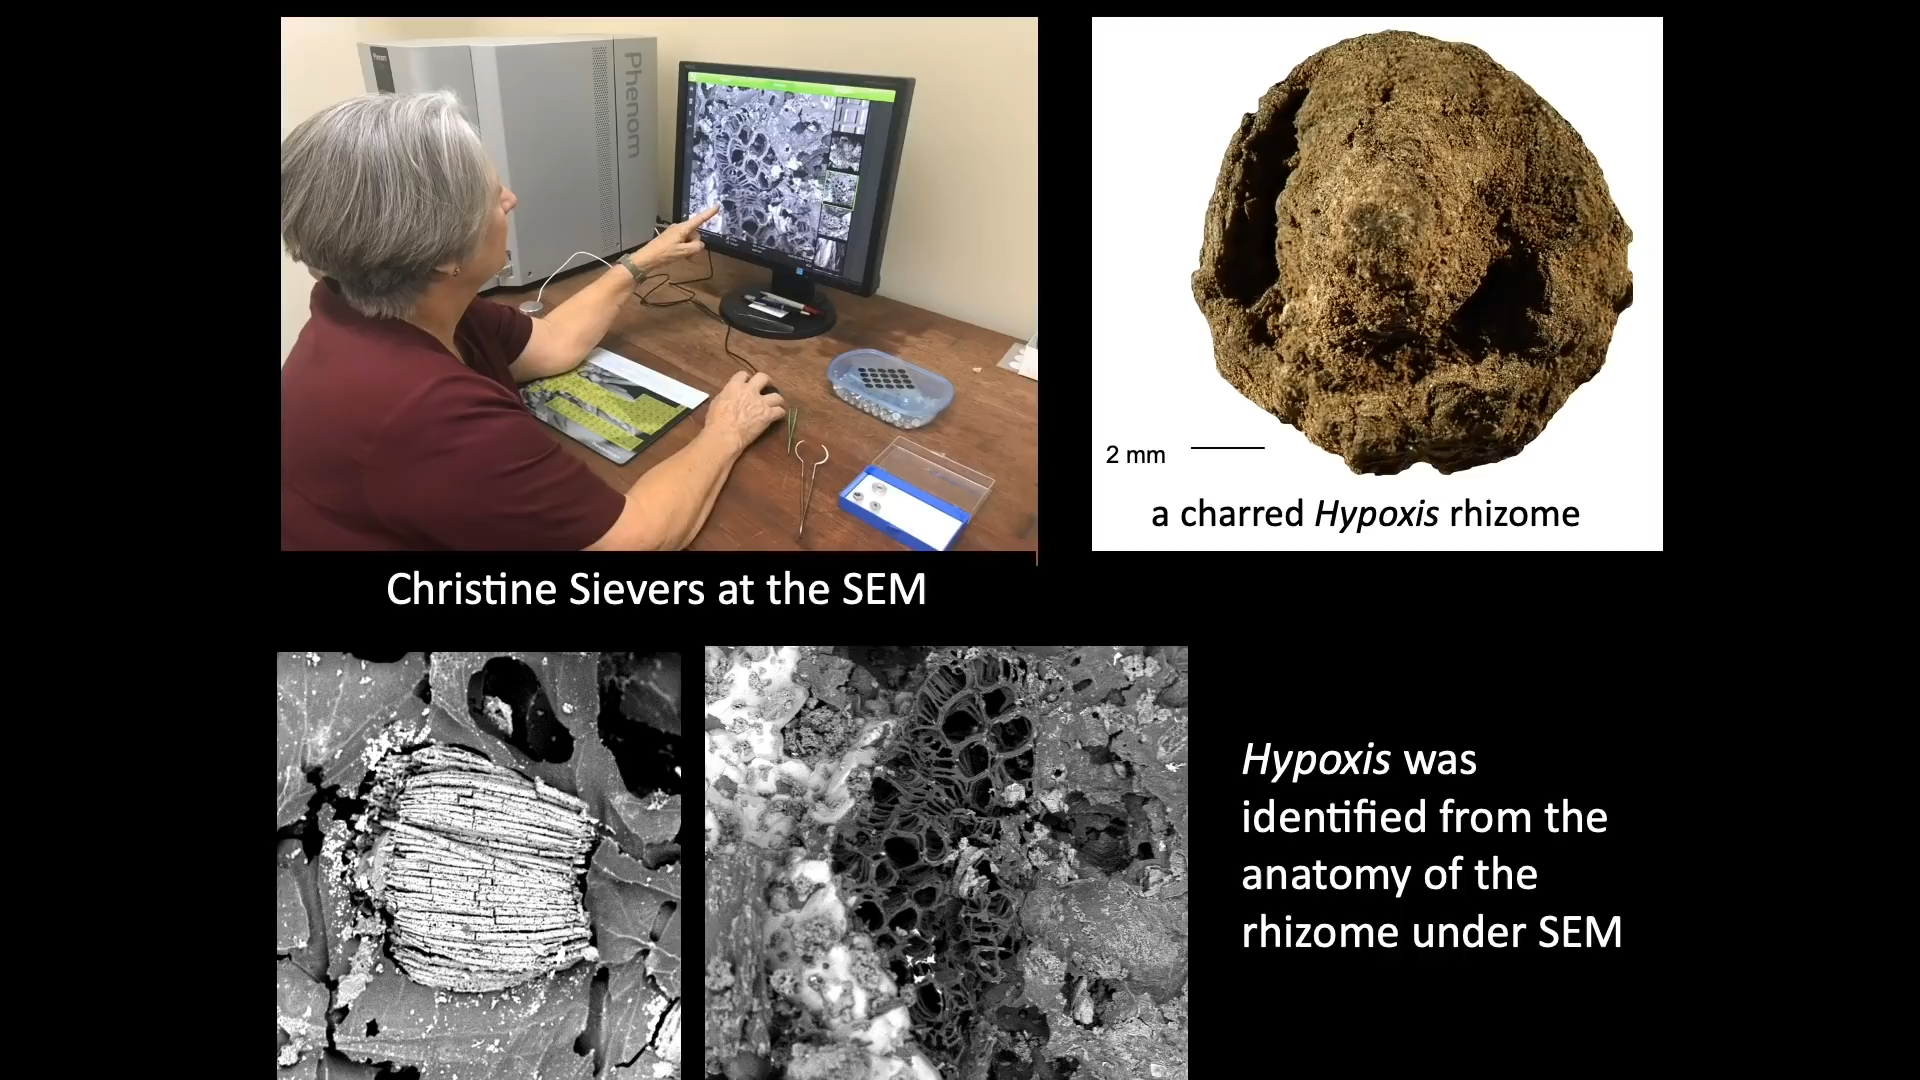 Phenom
2 mm
a charred Hypoxis rhizome
Christine Sievers at the SEM
Hypoxis was
identified from the
anatomy of the
rhizome under SEM